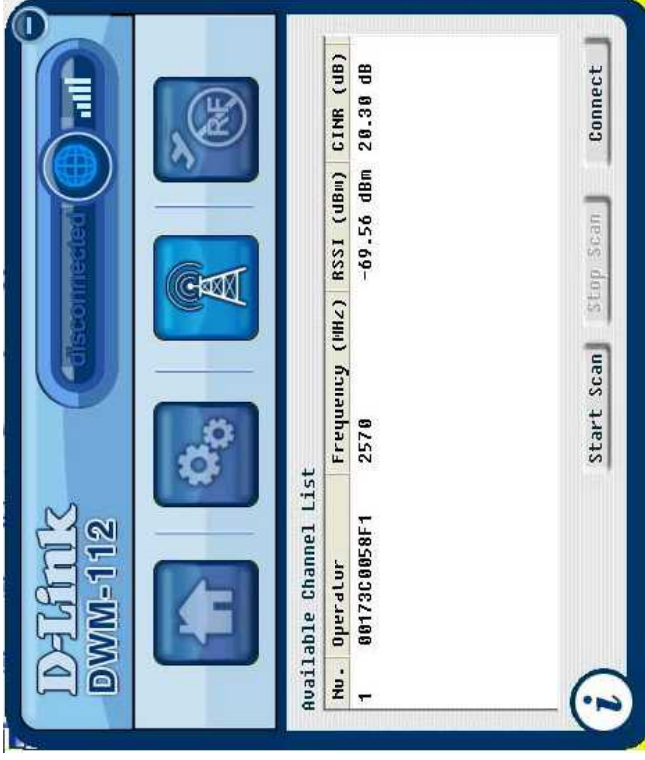 D-Link
DWM-112
disconnected
RF
Available Channel List
No. Operator Frequency (MHz) RSSI (dBm) CINR (dB)
1 00173C0058F1 2570 -69.56 dBm 20.30 dB
i
Start Scan Stop Scan Connect